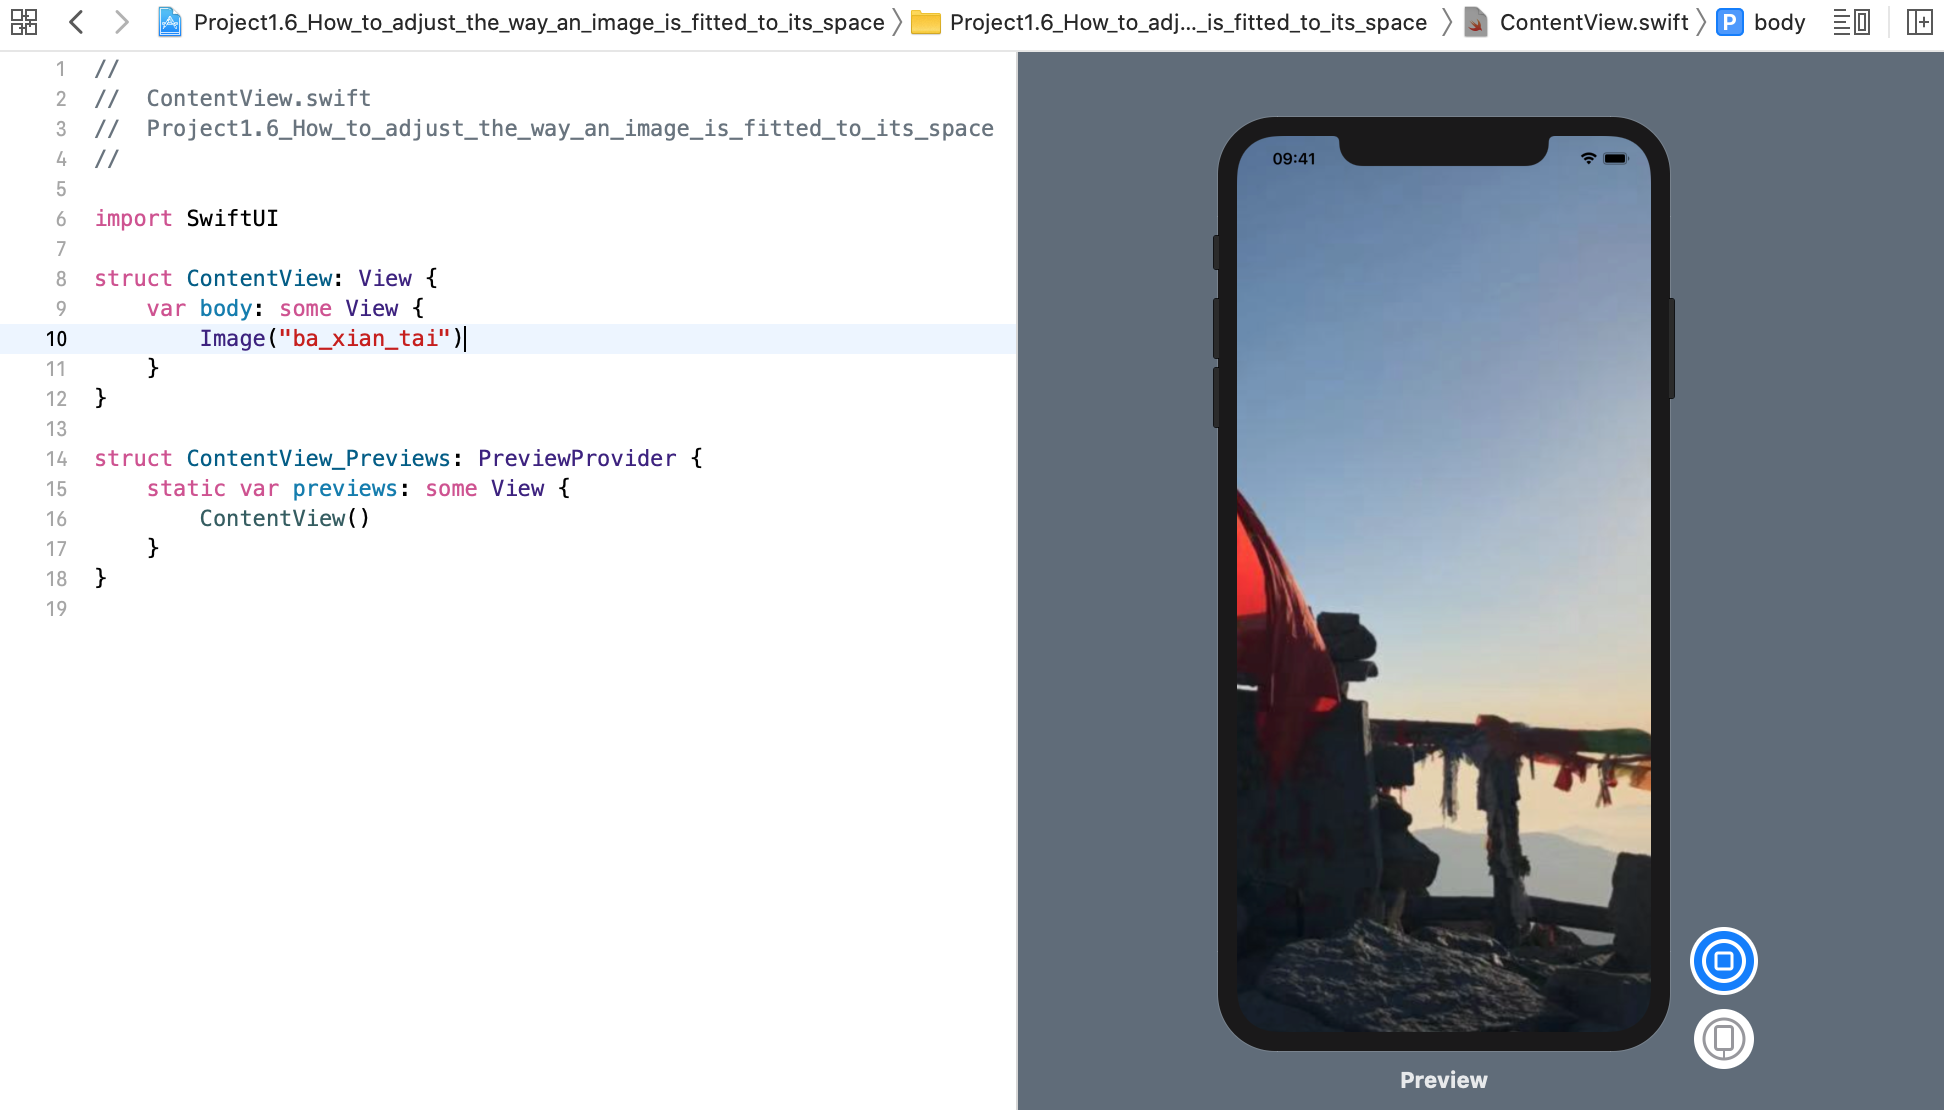 Project1.6_How_to_adjust_the_way_an_image_is_fitted_to_its_space
Project1.6_How_to_adj..._is_fitted_to_its_space
ContentView.swift
P body
1 //
2 //  ContentView.swift
3 //  Project1.6_How_to_adjust_the_way_an_image_is_fitted_to_its_space
4 //
5
6 import SwiftUI
7
8 struct ContentView: View {
9     var body: some View {
10         Image("ba_xian_tai")
11     }
12 }
13
14 struct ContentView_Previews: PreviewProvider {
15     static var previews: some View {
16         ContentView()
17     }
18 }
19
09:41
Preview